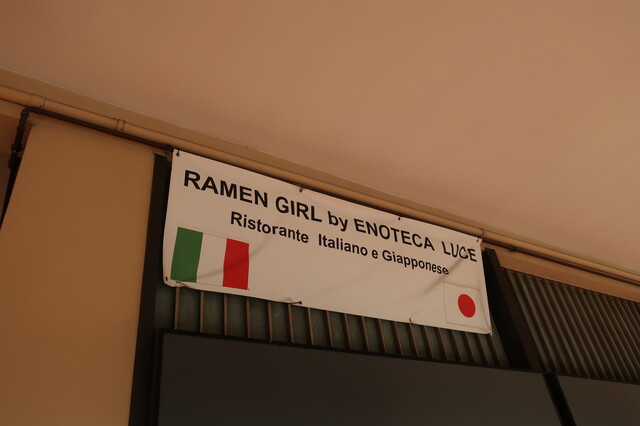 RAMEN GIRL by ENOTECA LUCE
Ristorante Italiano e Giapponese